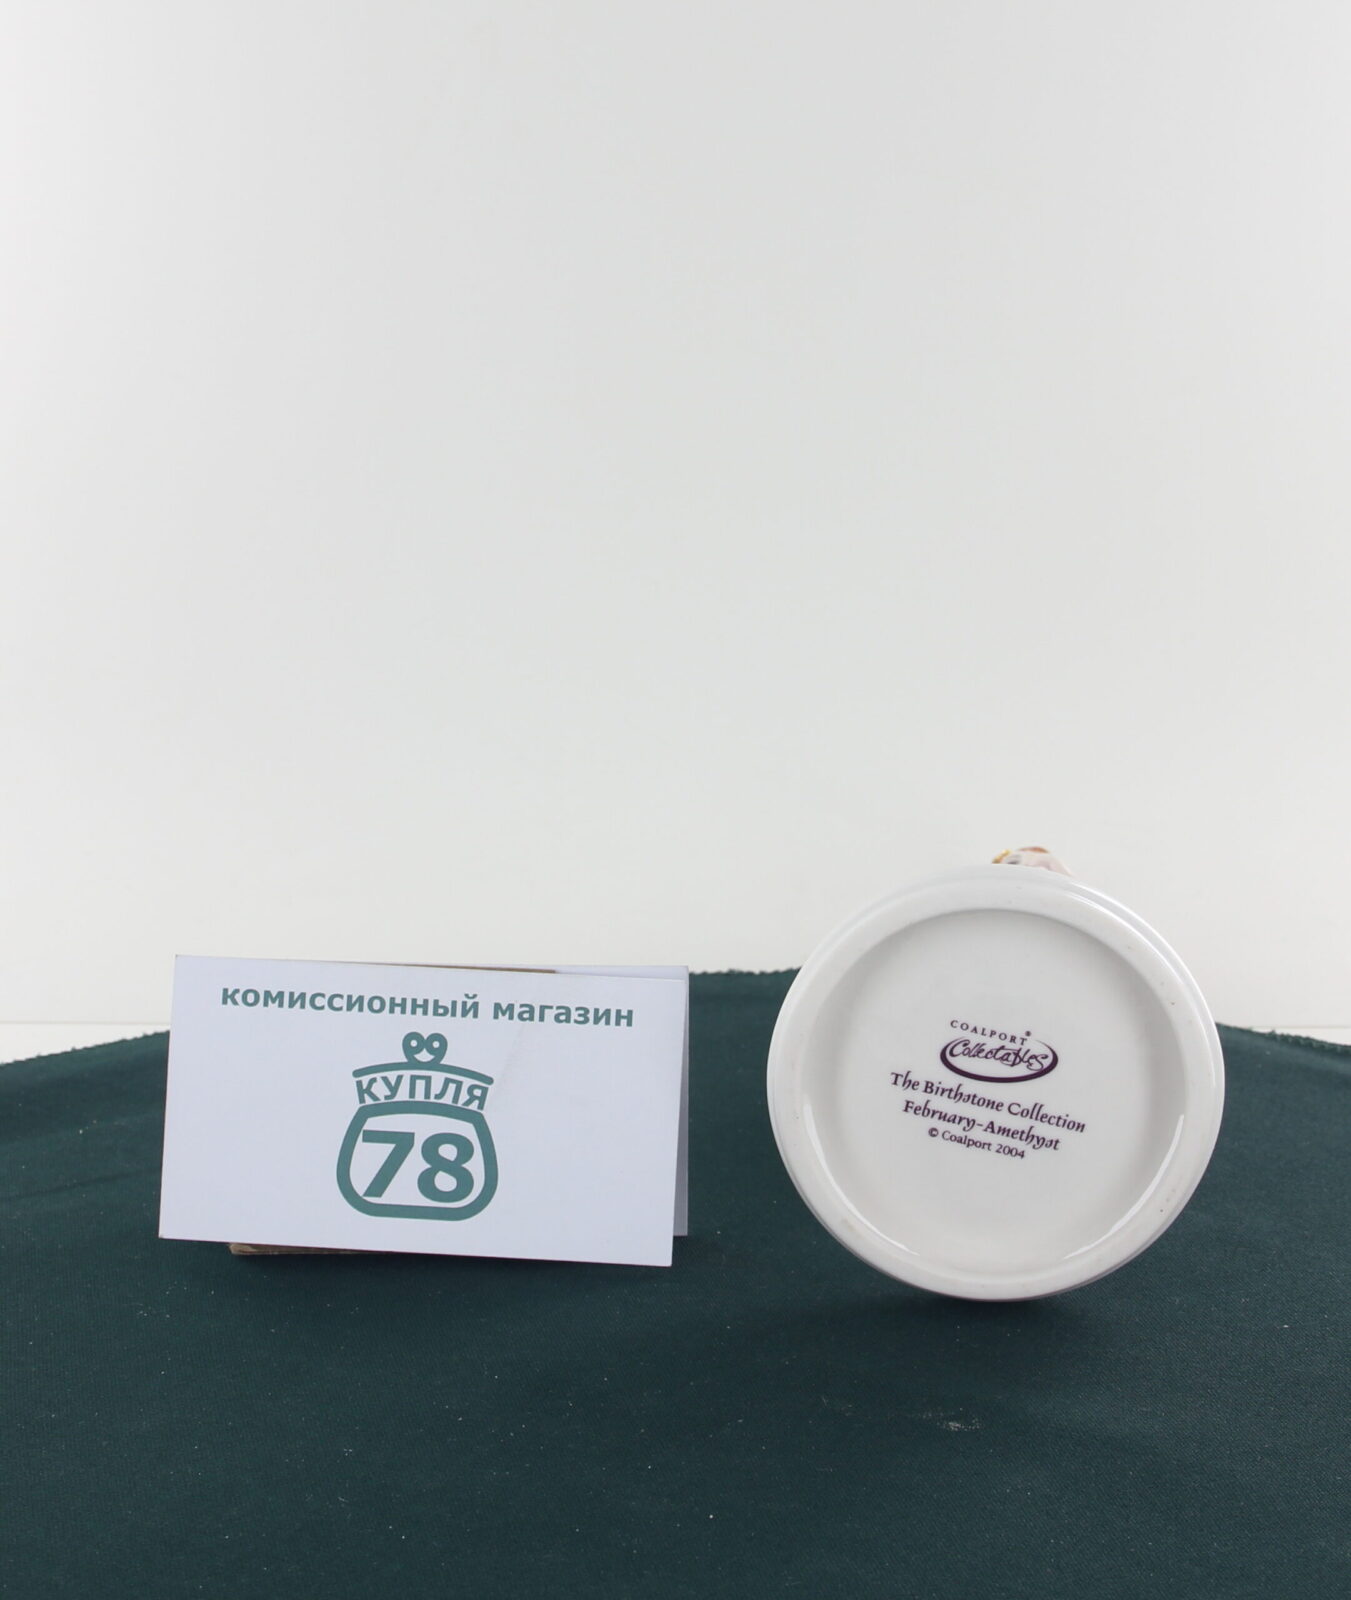 комиссионный магазин
КУПЛЯ
78
COALPORT®
Collectables
The Birthstone Collection
February-Amethyst
© Coalport 2004